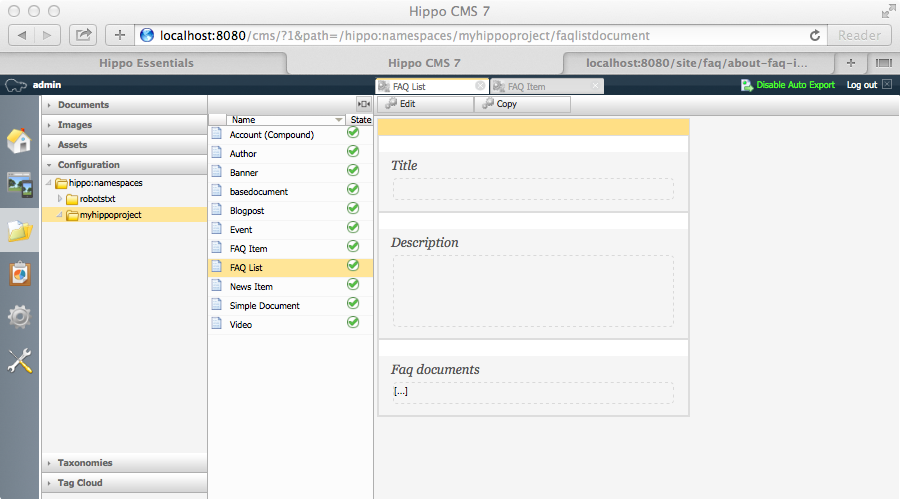 Hippo CMS 7
localhost:8080/cms/?1&path=/hippo:namespaces/myhippoproject/faqlistdocument
Reader
Hippo Essentials
Hippo CMS 7
localhost:8080/site/faq/about-faq-i...
admin
FAQ List
FAQ Item
Disable Auto Export
Log out
Documents
Images
Assets
Configuration
hippo:namespaces
robotstxt
myhippoproject
Taxonomies
Tag Cloud
Name
State
Account (Compound)
Author
Banner
basedocument
Blogpost
Event
FAQ Item
FAQ List
News Item
Simple Document
Video
Edit
Copy
Title
Description
Faq documents
[...]